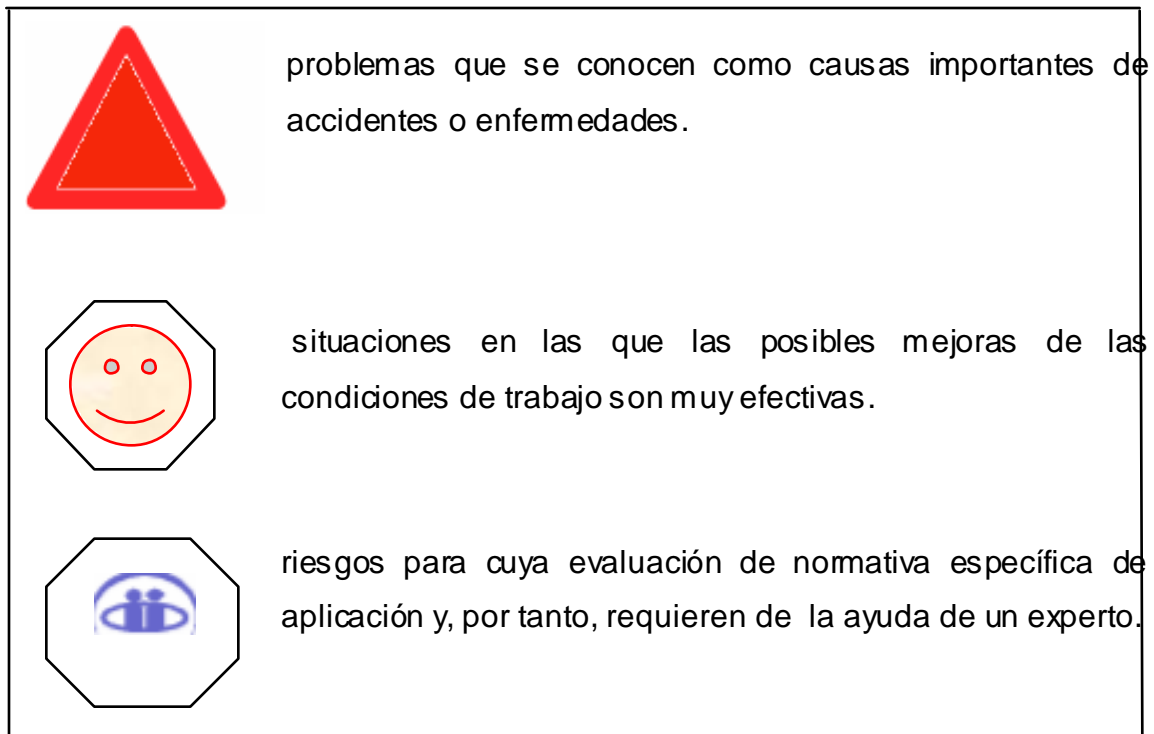 problemas que se conocen como causas importantes de
accidentes o enfermedades.
situaciones en las que las posibles mejoras de las
condiciones de trabajo son muy efectivas.
riesgos para cuya evaluación de normativa específica de
aplicación y, por tanto, requieren de la ayuda de un experto.